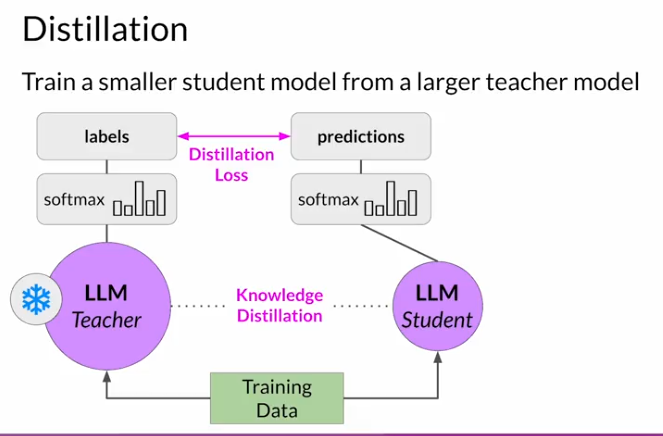 Distillation
Train a smaller student model from a larger teacher model
labels
predictions
Distillation
Loss
softmax
softmax
LLM
Teacher
Knowledge
Distillation
LLM
Student
Training
Data